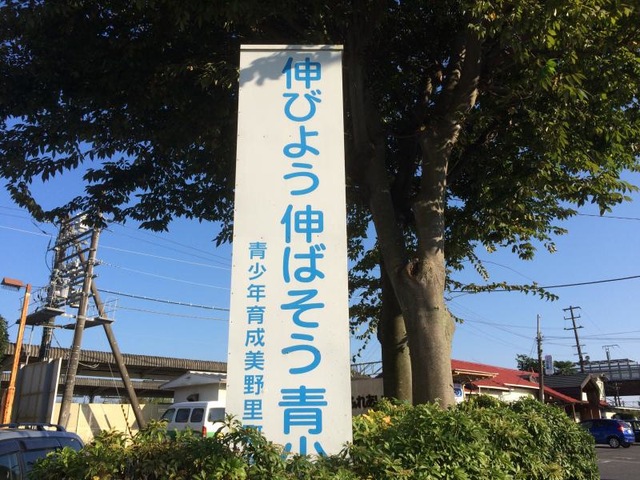 伸びよう 伸ばそう 青少
青少年育成美野里